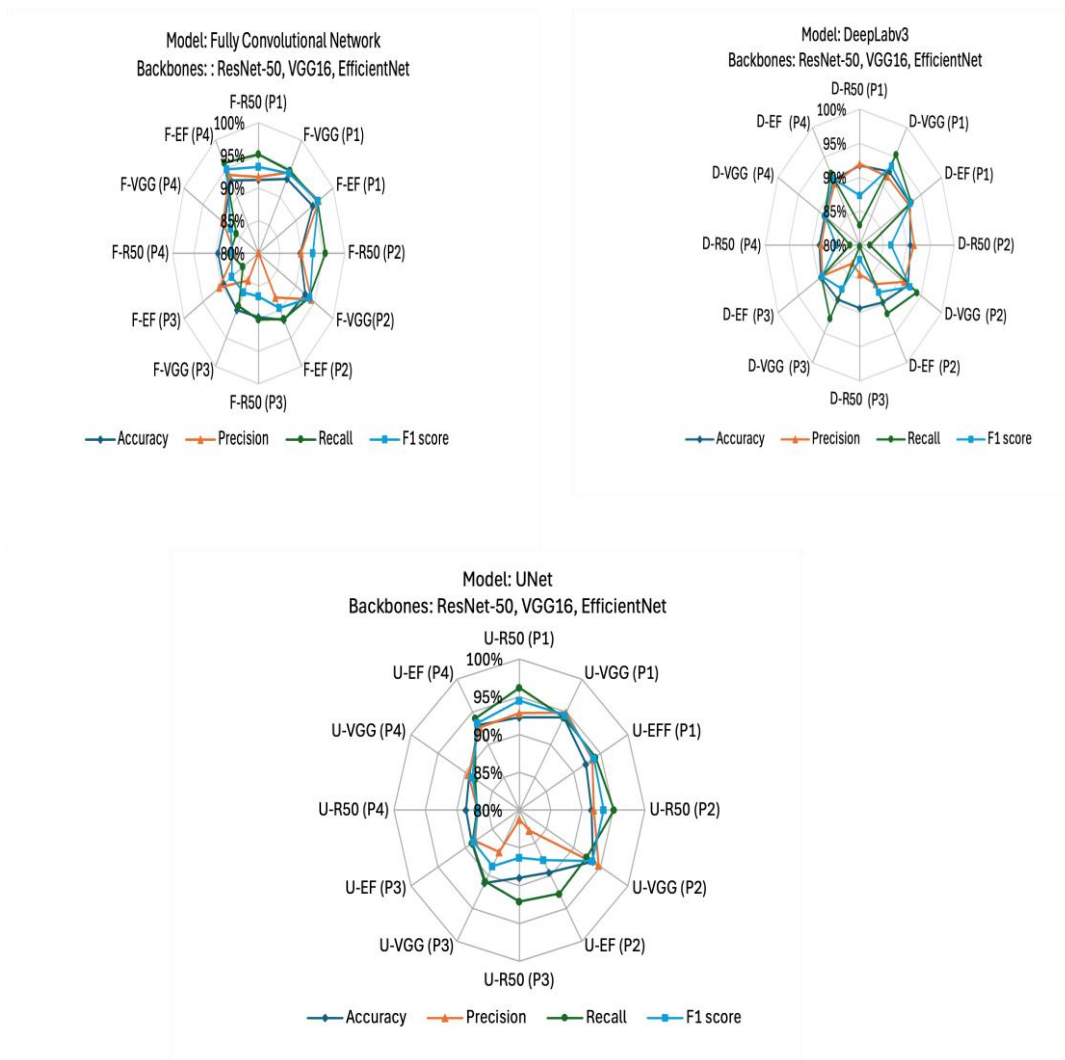 Model: Fully Convolutional Network
Backbones: : ResNet-50, VGG16, EfficientNet
F-R50 (P1)
100%
F-EF (P4)
F-VGG (P1)
95%
90%
F-VGG (P4)
F-EF (P1)
85%
F-R50 (P4)
80%
F-R50 (P2)
F-EF (P3)
F-VGG(P2)
F-VGG (P3)
F-EF (P2)
F-R50 (P3)
Accuracy Precision Recall F1 score
Model: DeepLabv3
Backbones: ResNet-50, VGG16, EfficientNet
D-R50 (P1)
100%
D-EF (P4)
D-VGG (P1)
95%
90%
D-VGG (P4)
D-EF (P1)
85%
D-R50 (P4)
80%
D-R50 (P2)
D-EF (P3)
D-VGG (P2)
D-VGG (P3)
D-EF (P2)
D-R50 (P3)
Accuracy Precision Recall F1 score
Model: UNet
Backbones: ResNet-50, VGG16, EfficientNet
U-R50 (P1)
100%
U-EF (P4)
U-VGG (P1)
95%
90%
U-VGG (P4)
U-EFF (P1)
85%
U-R50 (P4)
80%
U-R50 (P2)
U-EF (P3)
U-VGG (P2)
U-VGG (P3)
U-EF (P2)
U-R50 (P3)
Accuracy Precision Recall F1 score